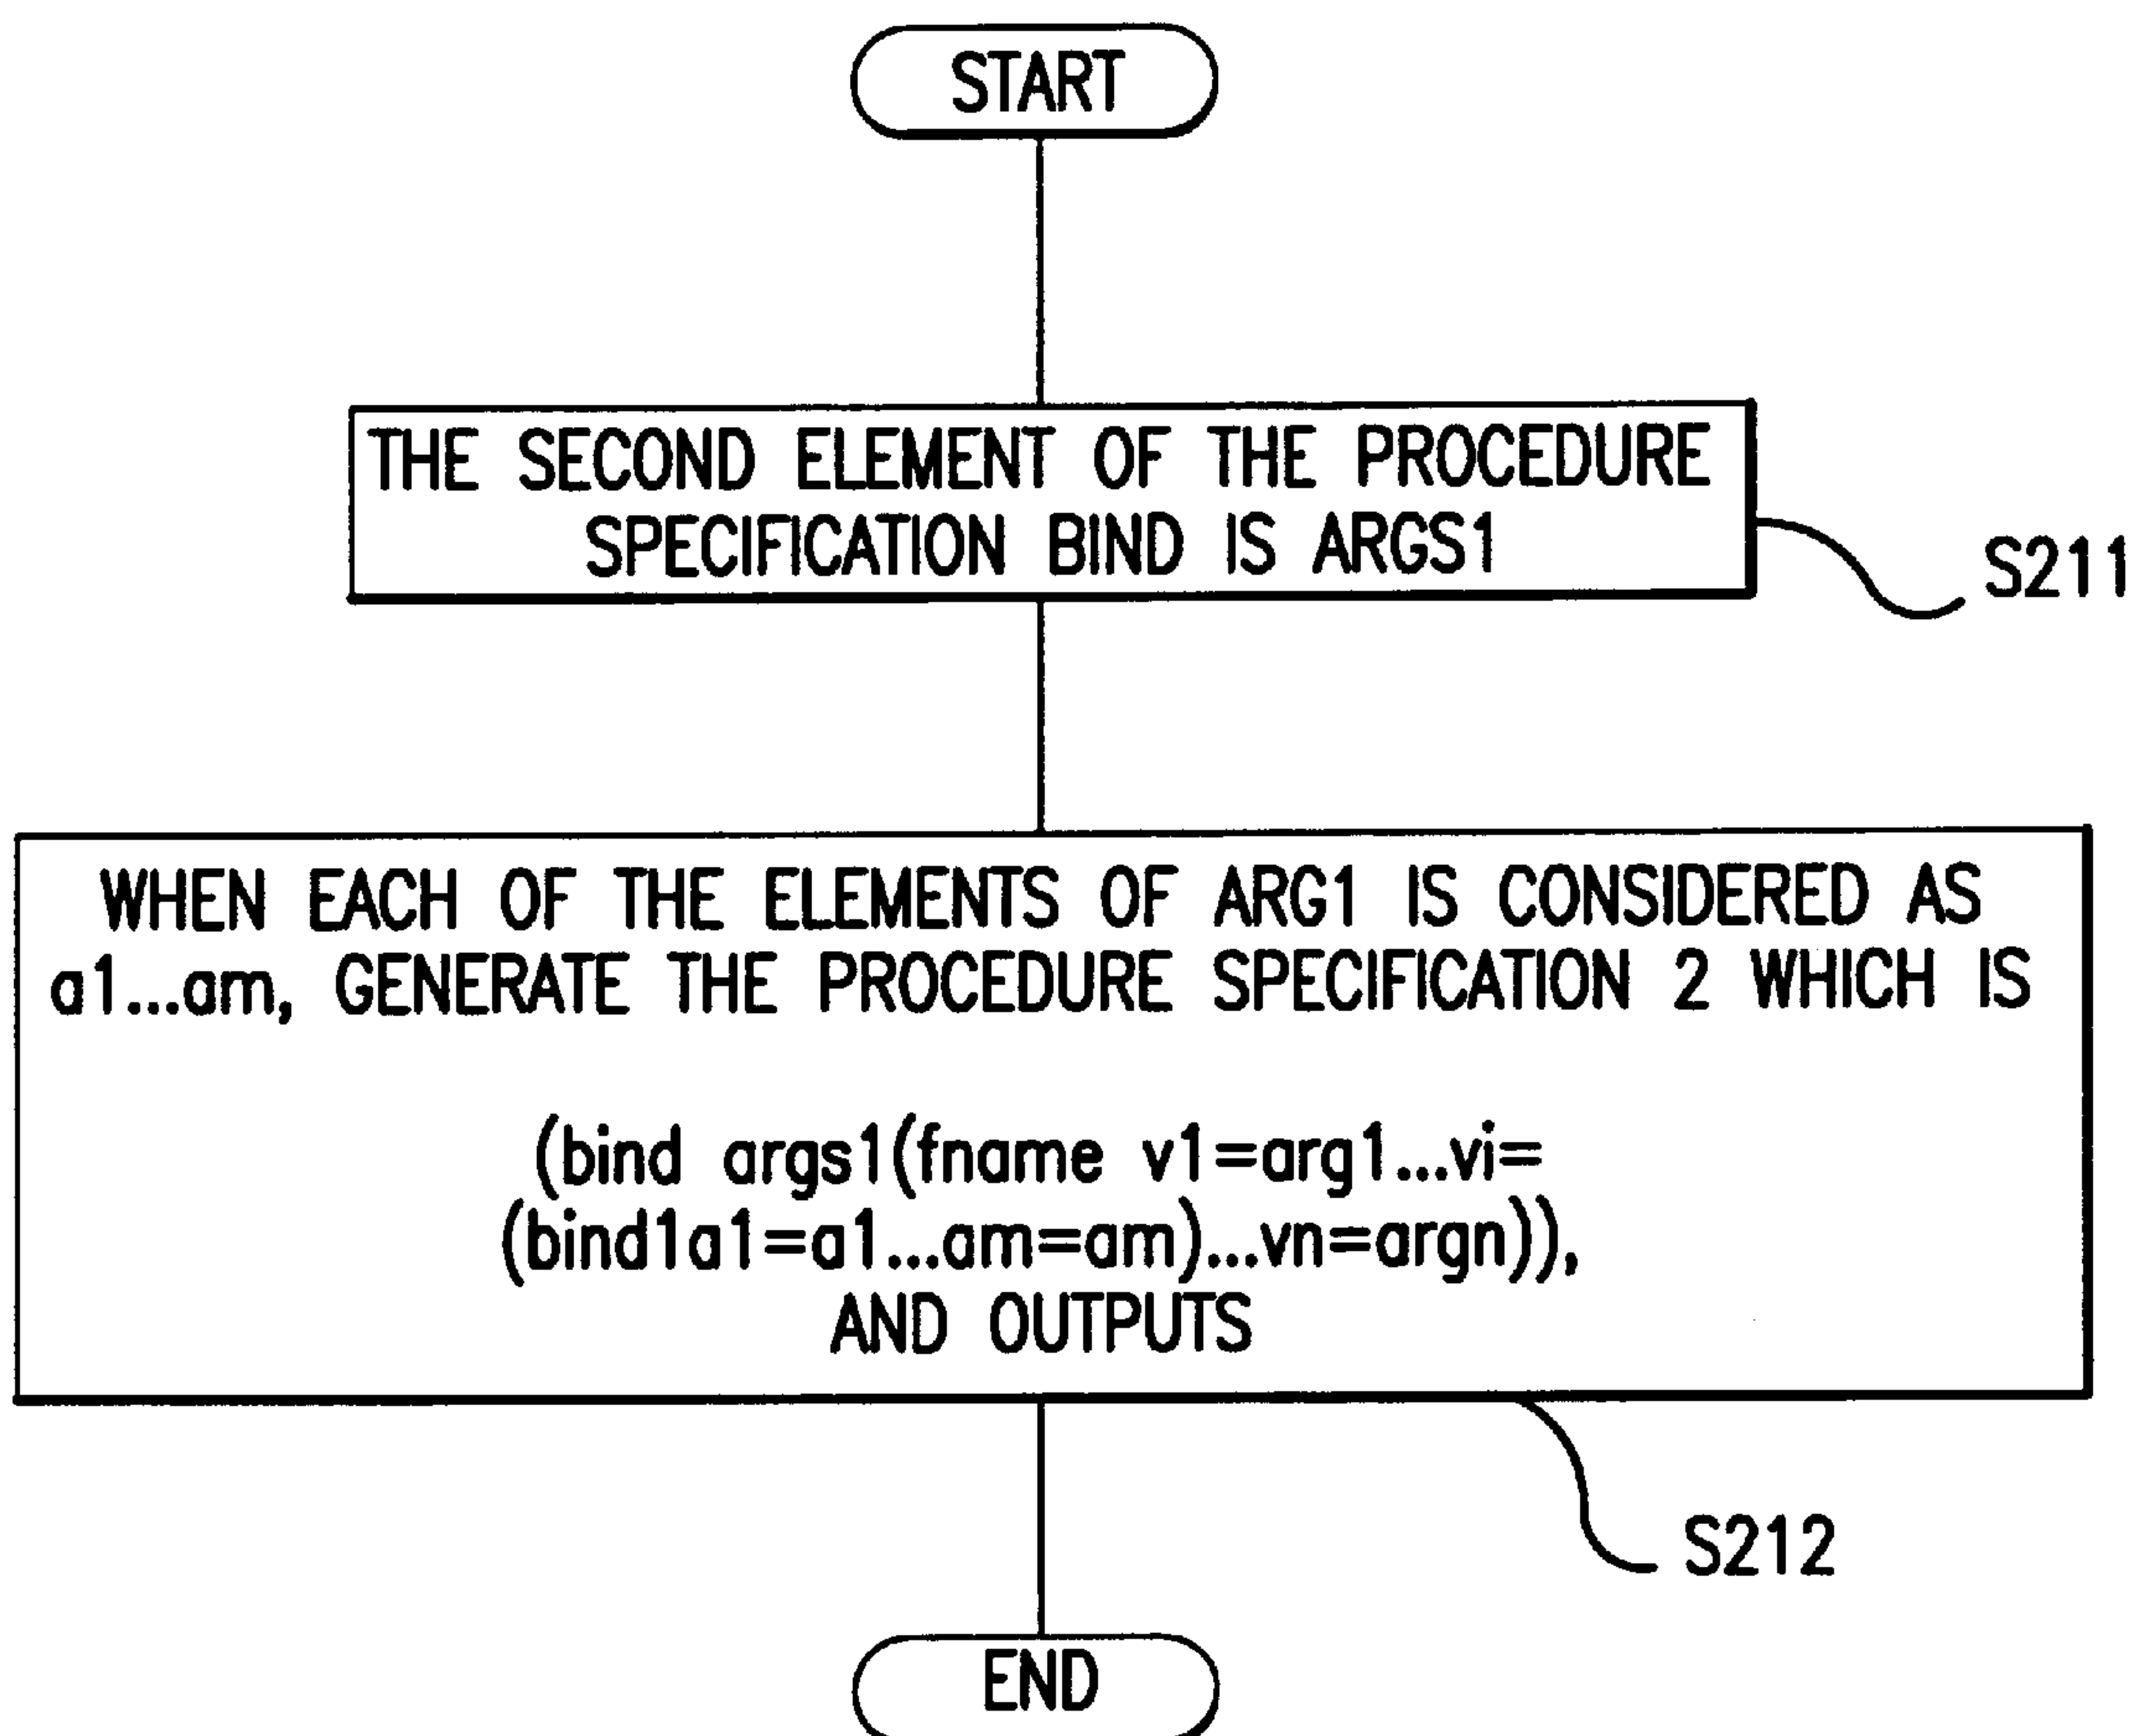 START
THE SECOND ELEMENT OF THE PROCEDURE
SPECIFICATION BIND IS ARGS1
S211
WHEN EACH OF THE ELEMENTS OF ARG1 IS CONSIDERED AS
a1...am, GENERATE THE PROCEDURE SPECIFICATION 2 WHICH IS
(bind args1(fname v1=arg1...vi=
(bind1a1=a1...am=am)...vn=argn)),
AND OUTPUTS
S212
END